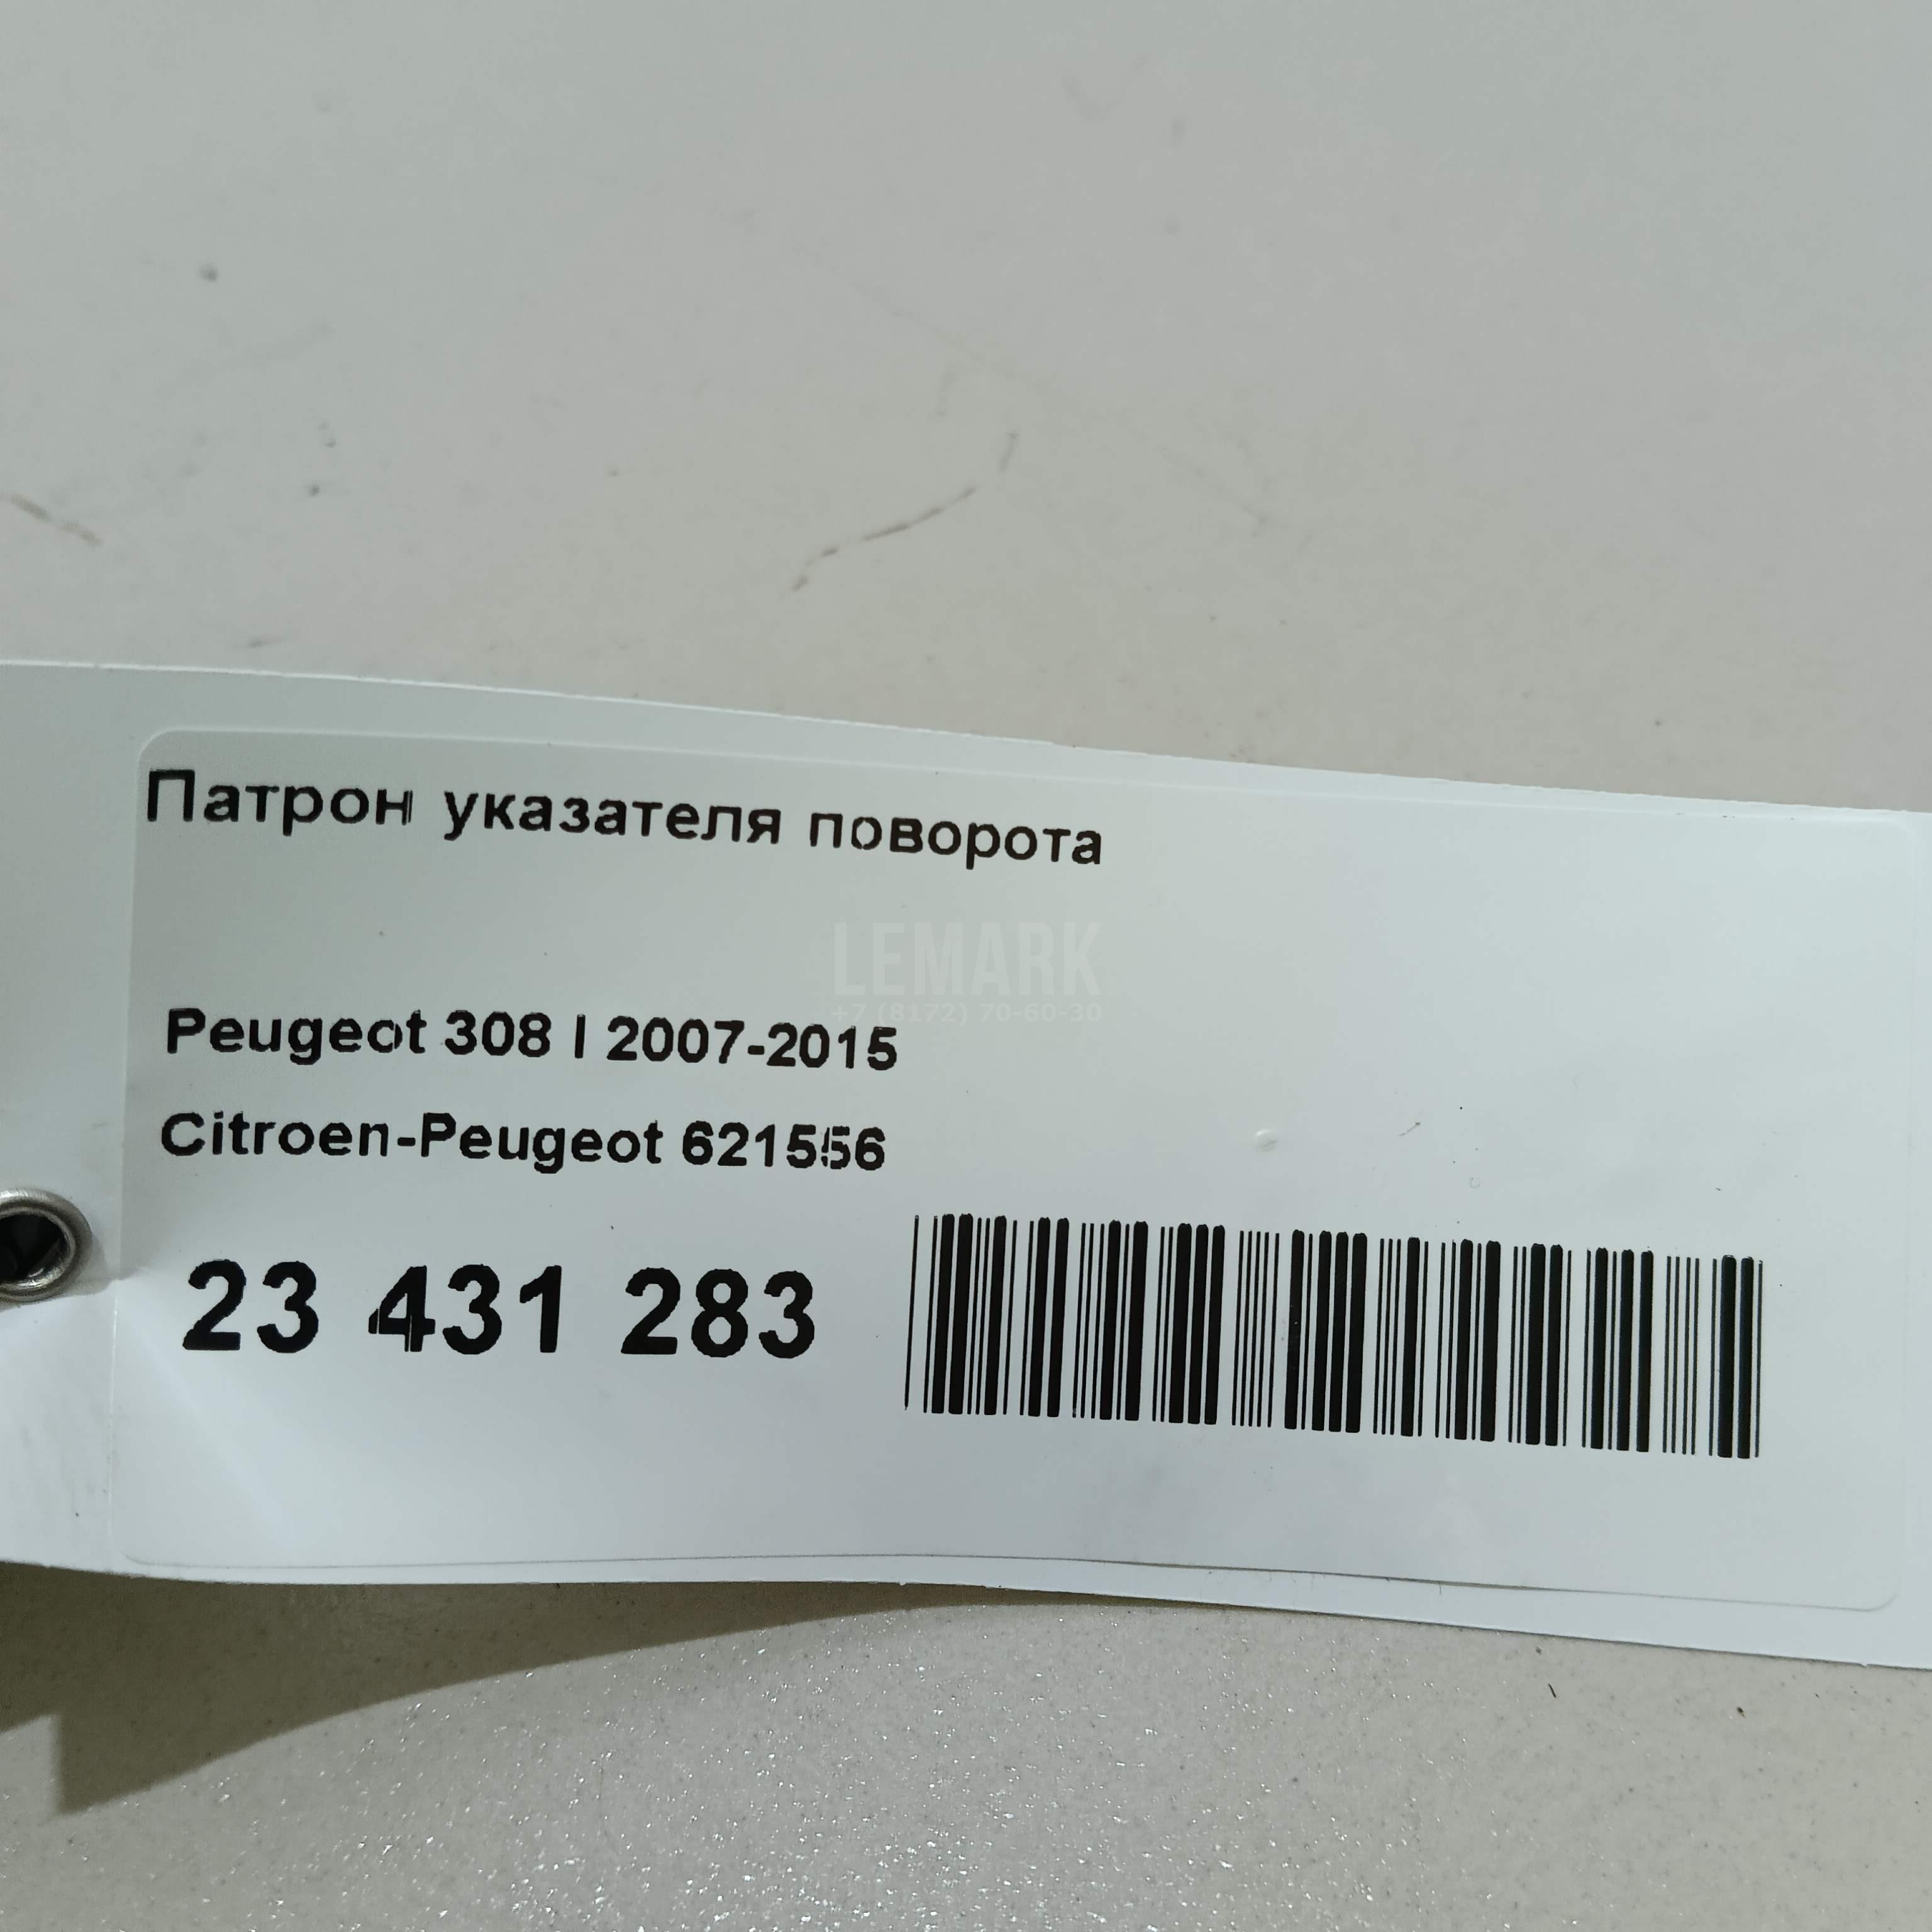 Патрон указателя поворота
LEMARK
+7 (8172) 70-60-30
Peugeot 308 I 2007-2015
Citroen-Peugeot 621556
23 431 283